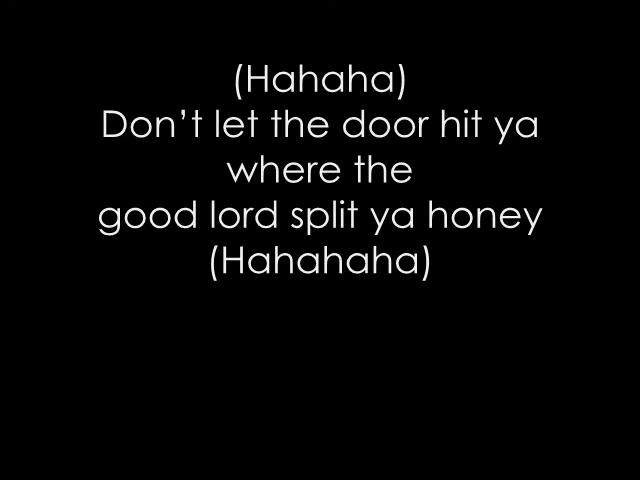 (Hahaha)
Don’t let the door hit ya
where the
good lord split ya honey
(Hahahaha)